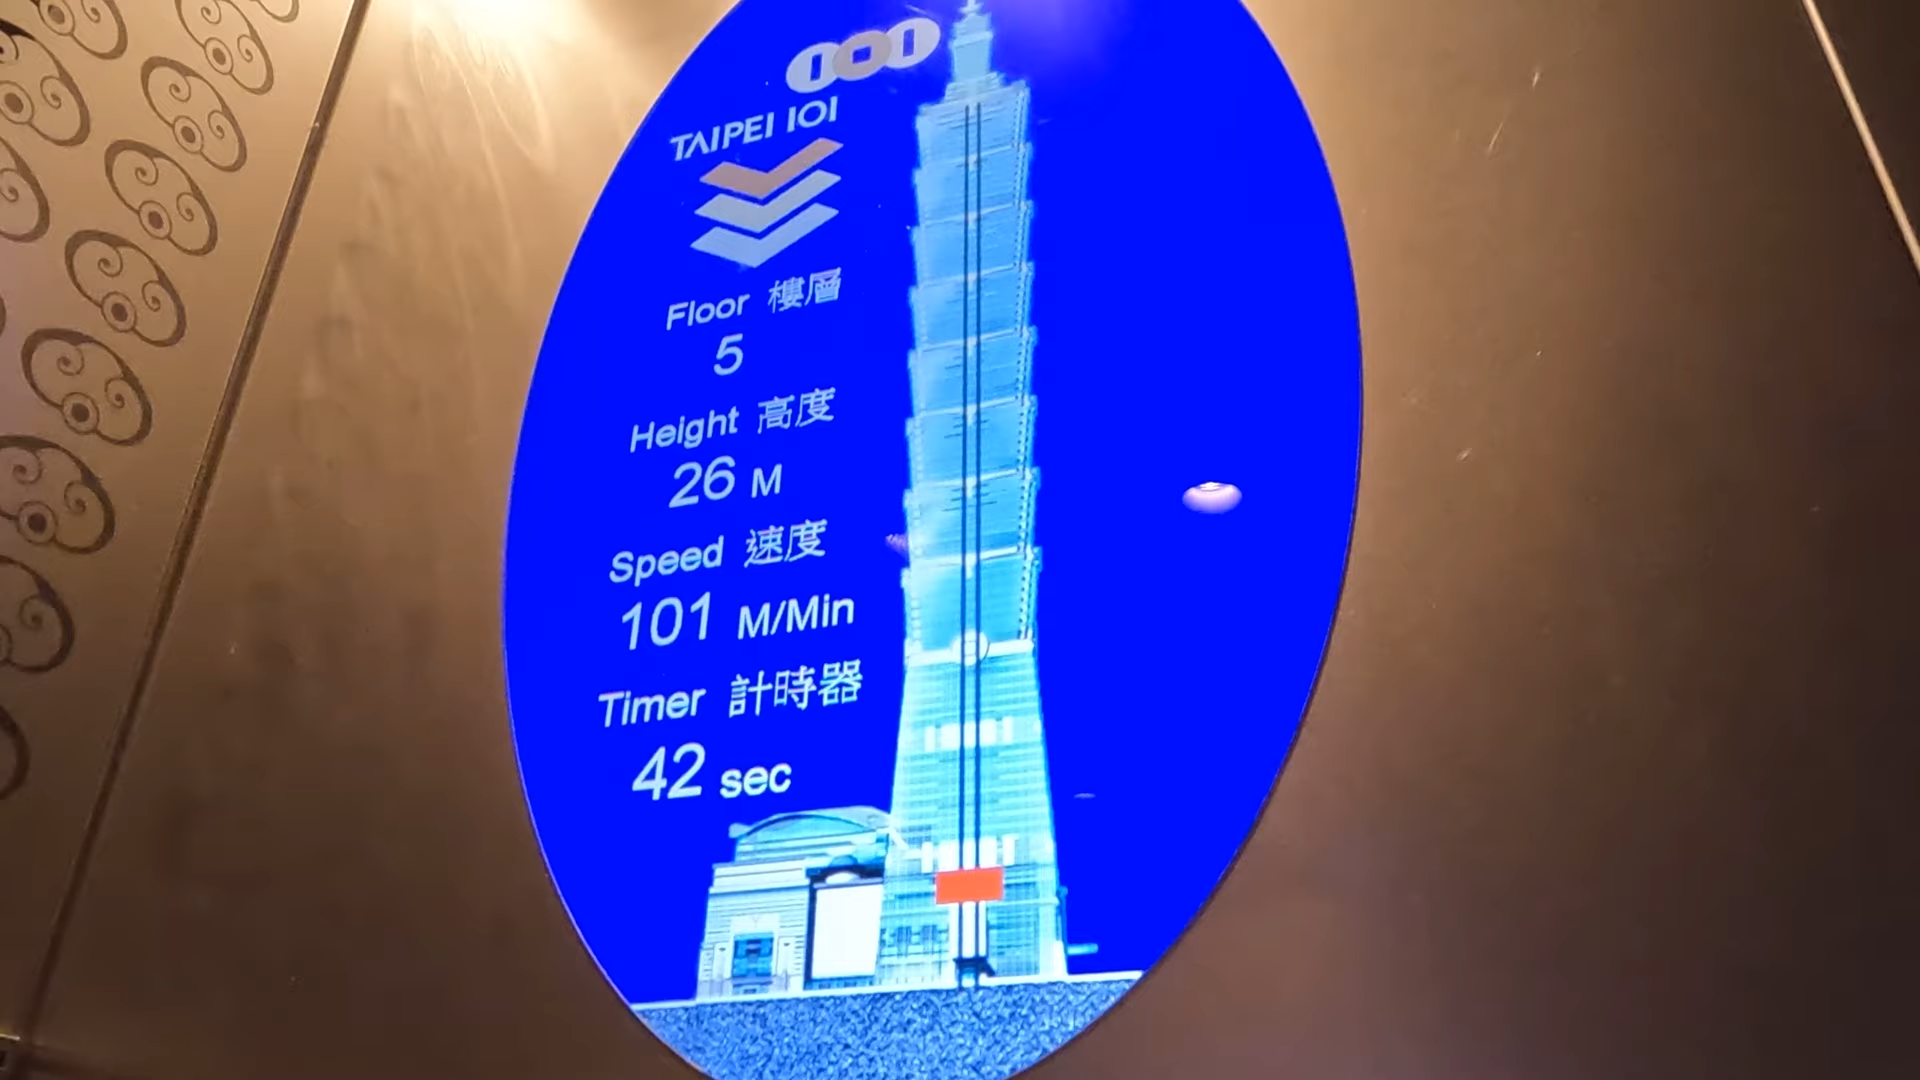 TAIPEI 101
Floor 樓層
5
Height 高度
26 M
Speed 速度
101 M/Min
Timer 計時器
42 sec